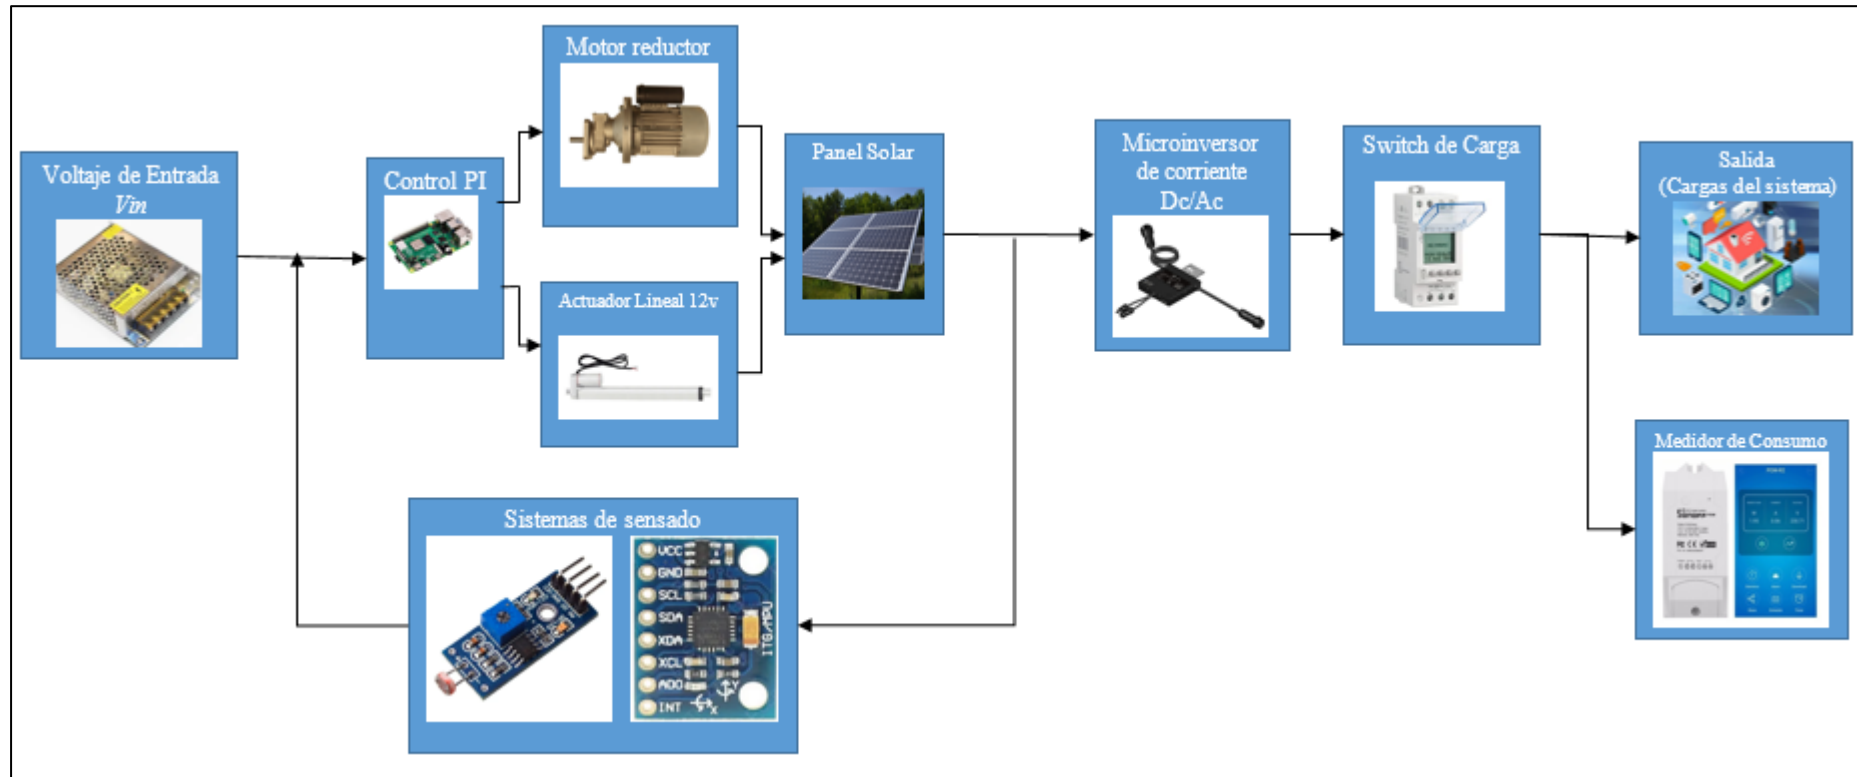 Voltaje de Entrada
Vin
Control PI
Motor reductor
Actuador Lineal 12v
Panel Solar
Microinversor
de corriente
Dc/Ac
Switch de Carga
Salida
(Cargas del sistema)
Medidor de Consumo
Sistemas de sensado
VCC
GND
SCL
SDA
XDA
XCL
ADO
INT
ITG/MPU
Y
X